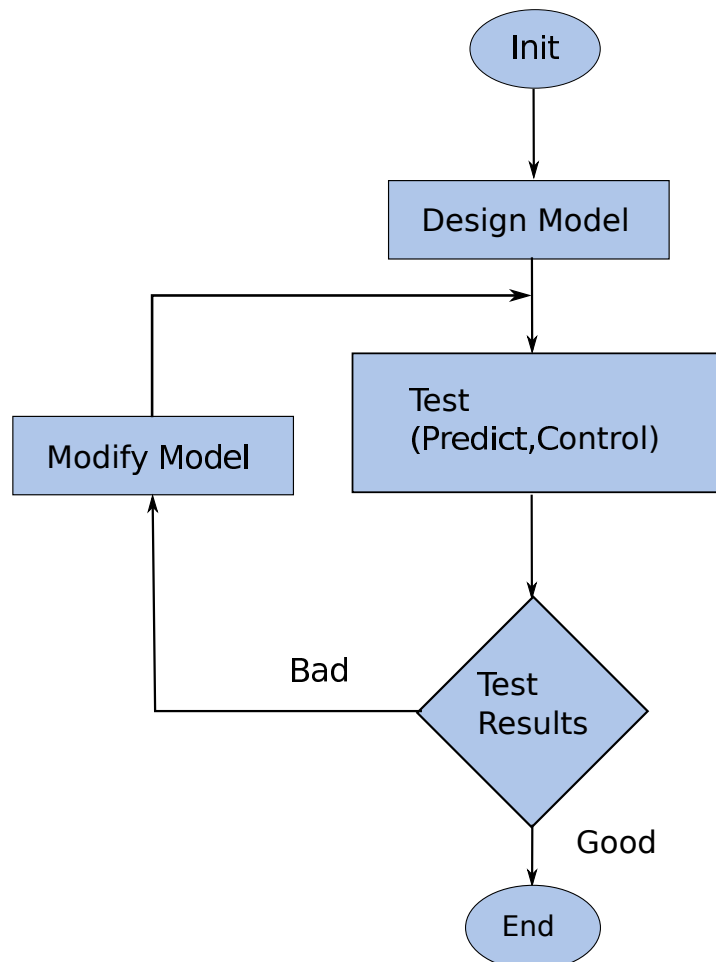 Init
Design Model
Test
(Predict,Control)
Modify Model
Bad
Test
Results
Good
End